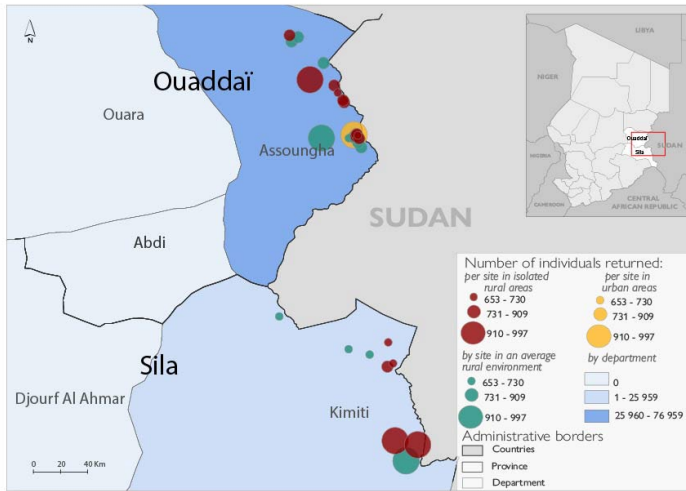 N
Ouaddaï
Ouara
Assoungha
SUDAN
Abdi
Sila
Djourf Al Ahmar
Kimiti
0 20 40 Km
LIBYA
NIGER
Ouaddaï
SUDAN
Sila
NIGERIA
CENTRAL
AFRICAN REPUBLIC
CAMEROON
Number of individuals returned:
per site in isolated
rural areas
653 - 730
731 - 909
910 - 997
per site in
urban areas
653 - 730
731 - 909
910 - 997
by site in an average
rural environment
653 - 730
731 - 909
910 - 997
by department
0
1 - 25 959
25 960 - 76 959
Administrative borders
Countries
Province
Department